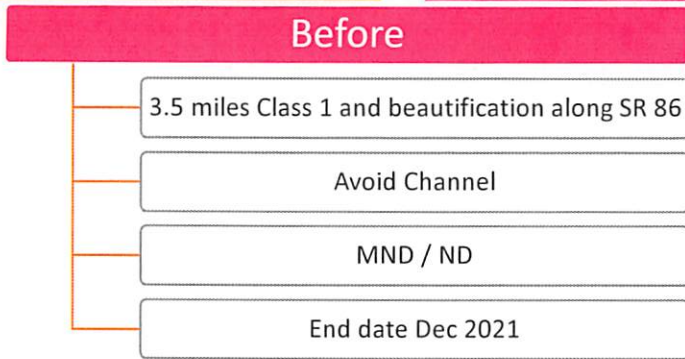 Before
3.5 miles Class 1 and beautification along SR 86
Avoid Channel
MND / ND
End date Dec 2021